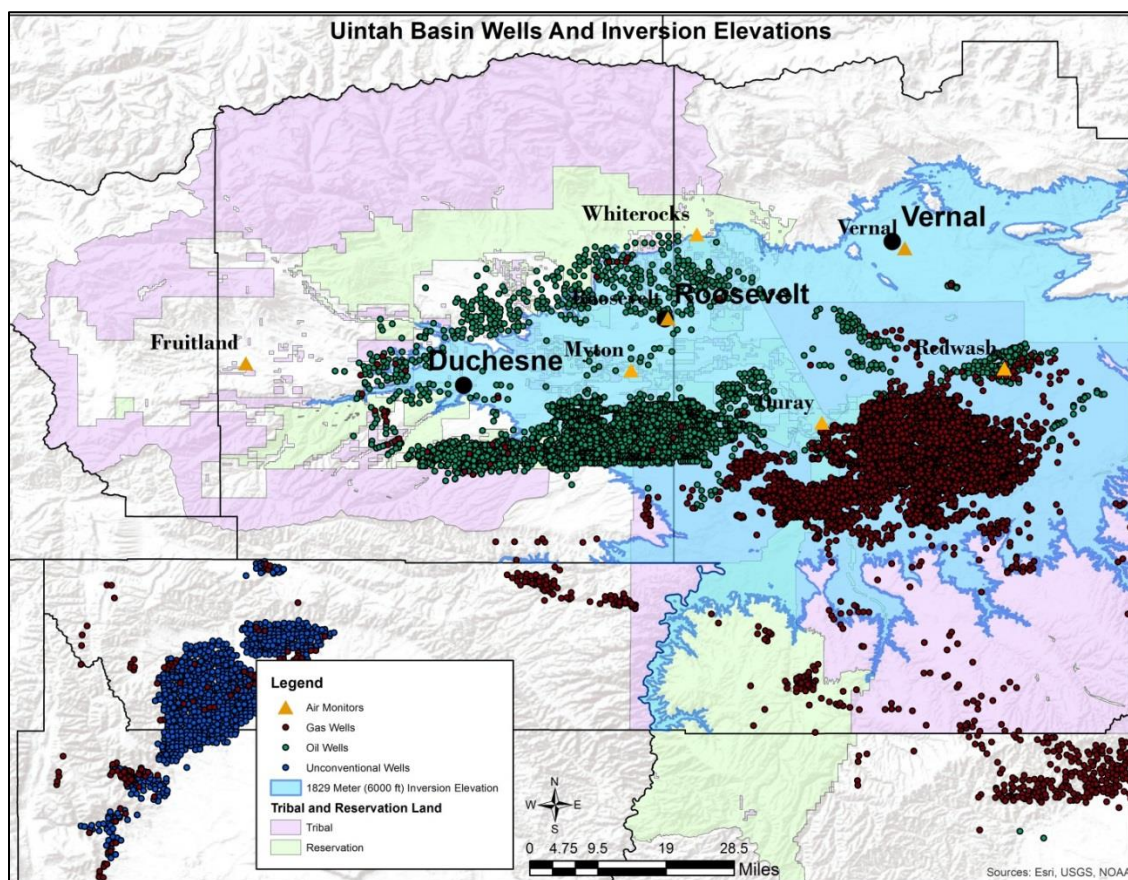 Uintah Basin Wells And Inversion Elevations
Whiterocks
Vernal
Vernal
Roosevelt
Roosevelt
Fruitland
Duchesne
Myton
Redwash
Ouray
Legend
Air Monitors
Gas Wells
Oil Wells
Unconventional Wells
1829 Meter (6000 ft) Inversion Elevation
Tribal and Reservation Land
Tribal
Reservation
N
W E
S
0 4.75 9.5 19 28.5
Miles
Sources: Esri, USGS, NOAA